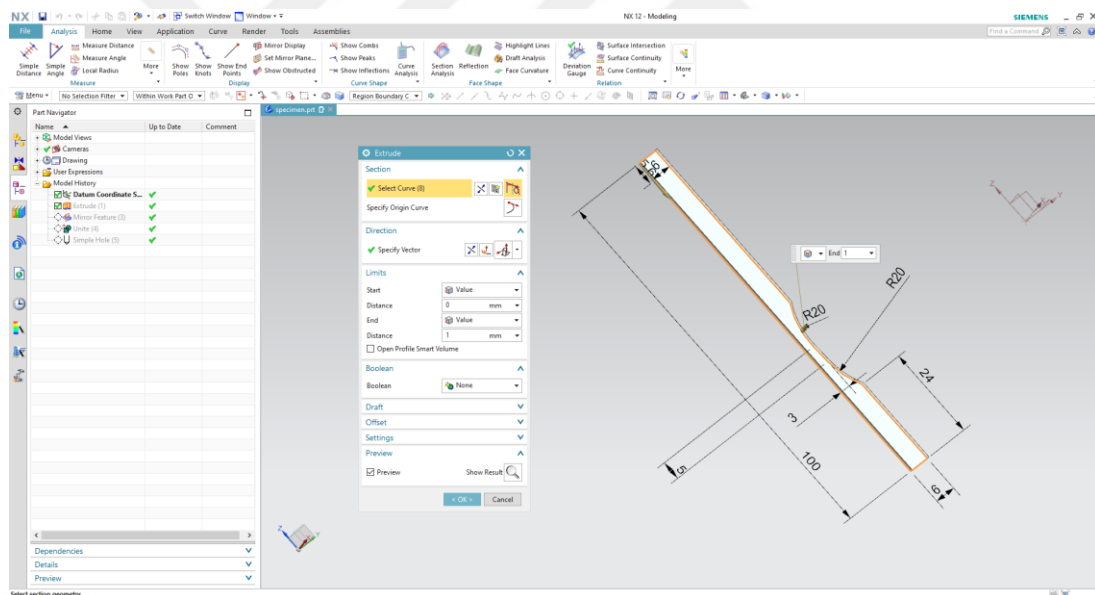 NX Switch Window Window NX 12 - Modeling SIEMENS
File Analysis Home View Application Curve Render Tools Assemblies Find a Command
Measure Distance Mirror Display Show Combs Highlight Lines Surface Intersection
Measure Angle Set Mirror Plane... Show Peaks Draft Analysis Surface Continuity
Local Radius Show Obstructed Show Inflections Face Curvature Curve Continuity
Simple Distance Simple Angle More Show Poles Show Knots Show End Points Curve Analysis Section Analysis Reflection Deviation Gauge More
Measure Display Curve Shape Face Shape Relation
Menu No Selection Filter Within Work Part O Region Boundary C
Part Navigator specimen.prt
Name Up to Date Comment
Model Views
Cameras
Drawing
User Expressions
Model History
Datum Coordinate S...
Extrude (1)
Mirror Feature (3)
Unite (4)
Simple Hole (5)
Dependencies
Details
Preview
Extrude
Section
Select Curve (8)
Specify Origin Curve
Direction
Specify Vector
Limits
Start Value
Distance 0 mm
End Value
Distance 1 mm
Open Profile Smart Volume
Boolean
Boolean None
Draft
Offset
Settings
Preview
Preview Show Result
< OK > Cancel
End 1
R20
R20
24
3
5
100
6
Z
Z
Select section geometry